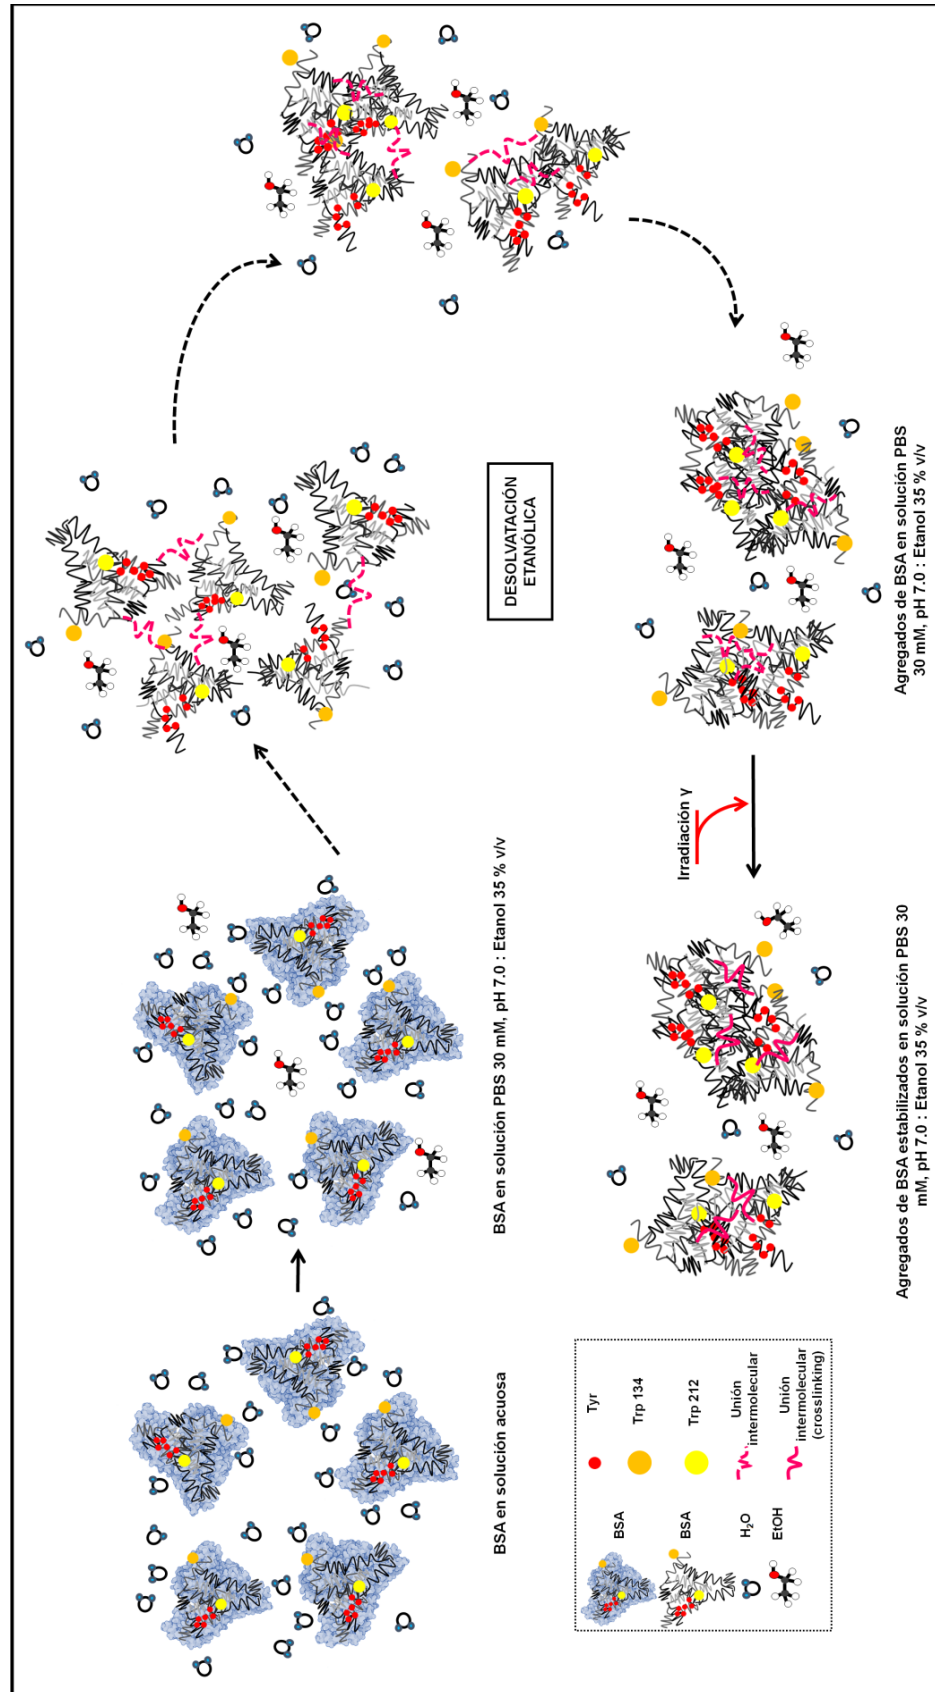 BSA en solución acuosa
BSA en solución PBS 30 mM, pH 7.0 : Etanol 35 % v/v
DESOLVATACIÓN
ETANÓLICA
Agregados de BSA en solución PBS
30 mM, pH 7.0 : Etanol 35 % v/v
Irradiación γ
Agregados de BSA estabilizados en solución PBS 30
mM, pH 7.0 : Etanol 35 % v/v
BSA
Tyr
Trp 134
BSA
Trp 212
H₂O
Unión
intermolecular
EtOH
Unión
intermolecular
(crosslinking)